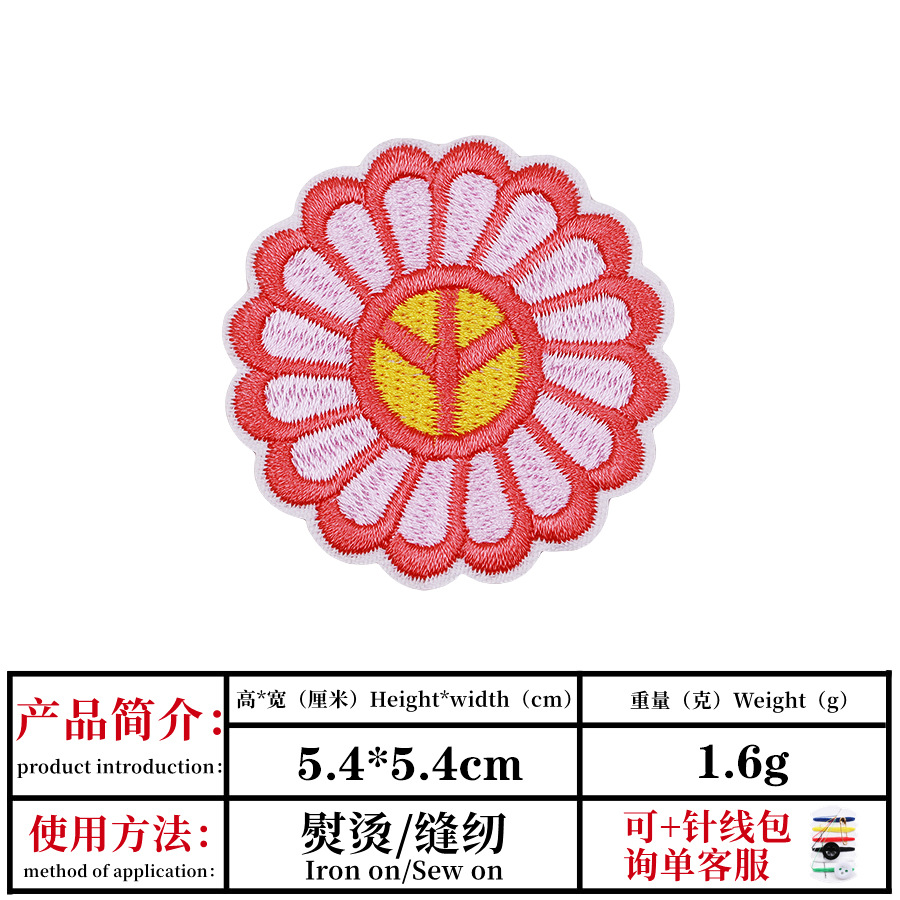 产品简介：
product introduction：
高*宽（厘米）Height*width（cm）
重量（克）Weight（g）
5.4*5.4cm
1.6g
使用方法：
method of application：
熨烫/缝纫
Iron on/Sew on
可+针线包
询单客服